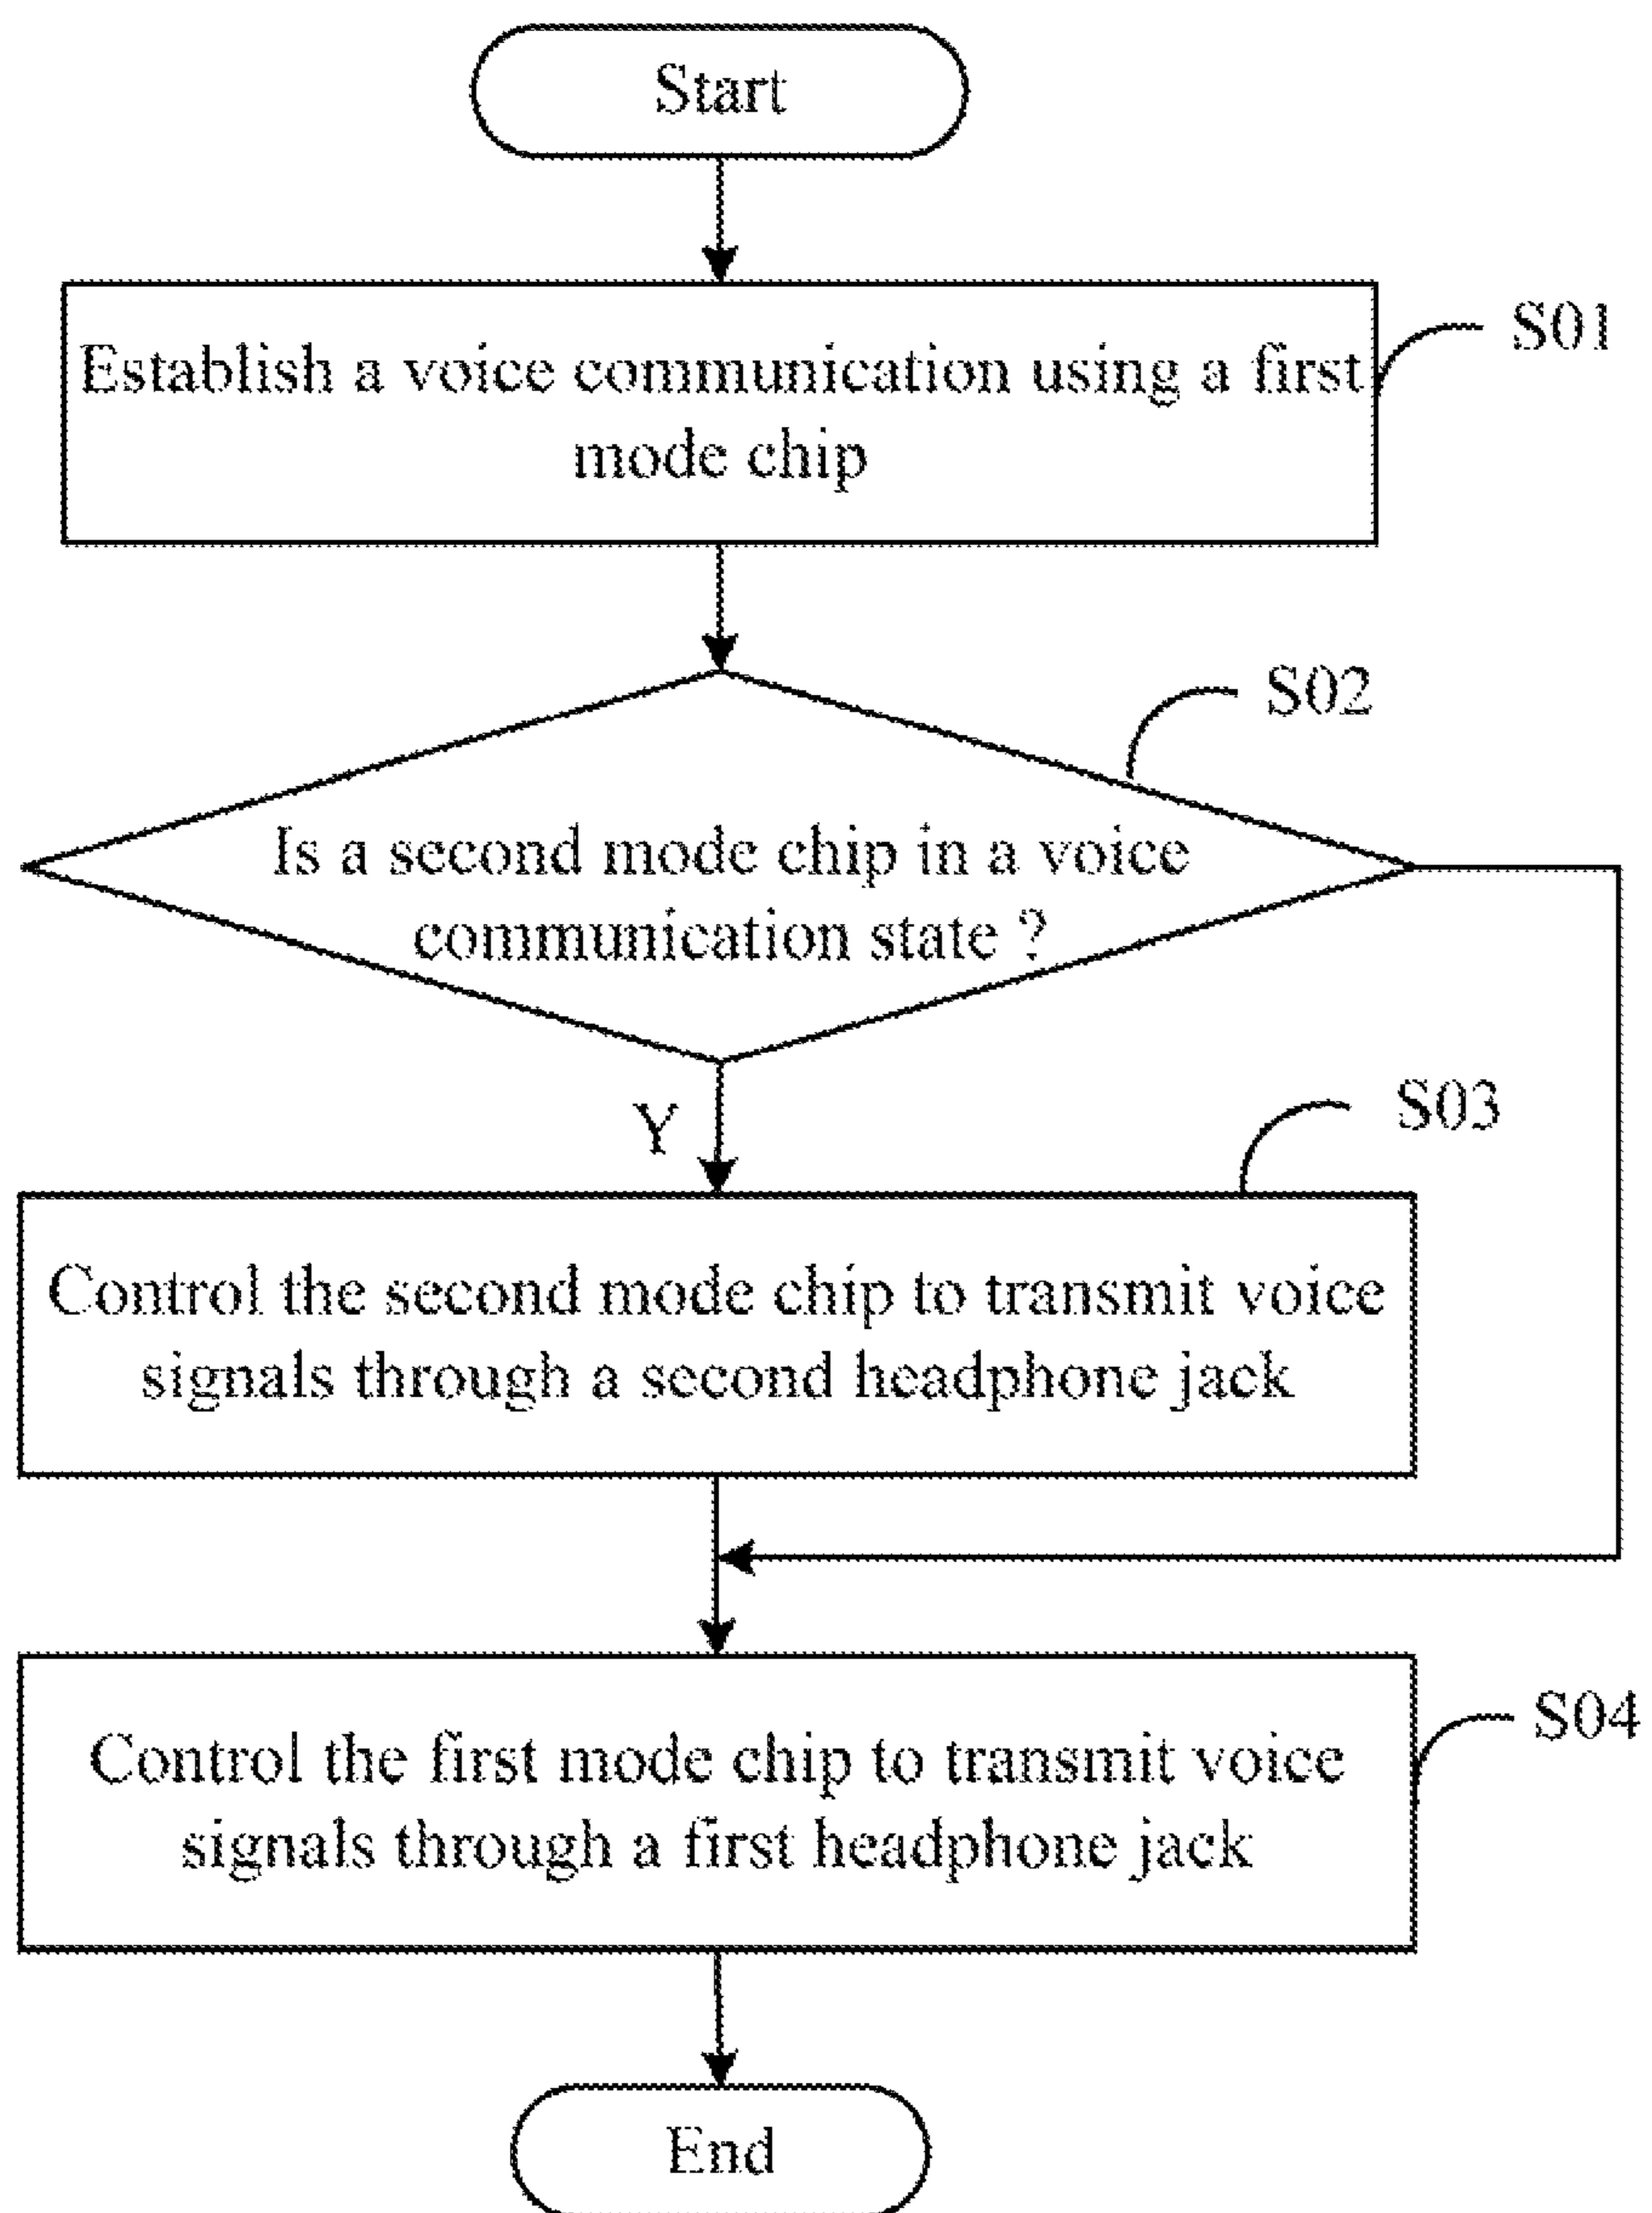 Start
Establish a voice communication using a first
mode chip
S01
S02
Is a second mode chip in a voice
communication state ?
Y
S03
Control the second mode chip to transmit voice
signals through a second headphone jack
Control the first mode chip to transmit voice
signals through a first headphone jack
S04
End